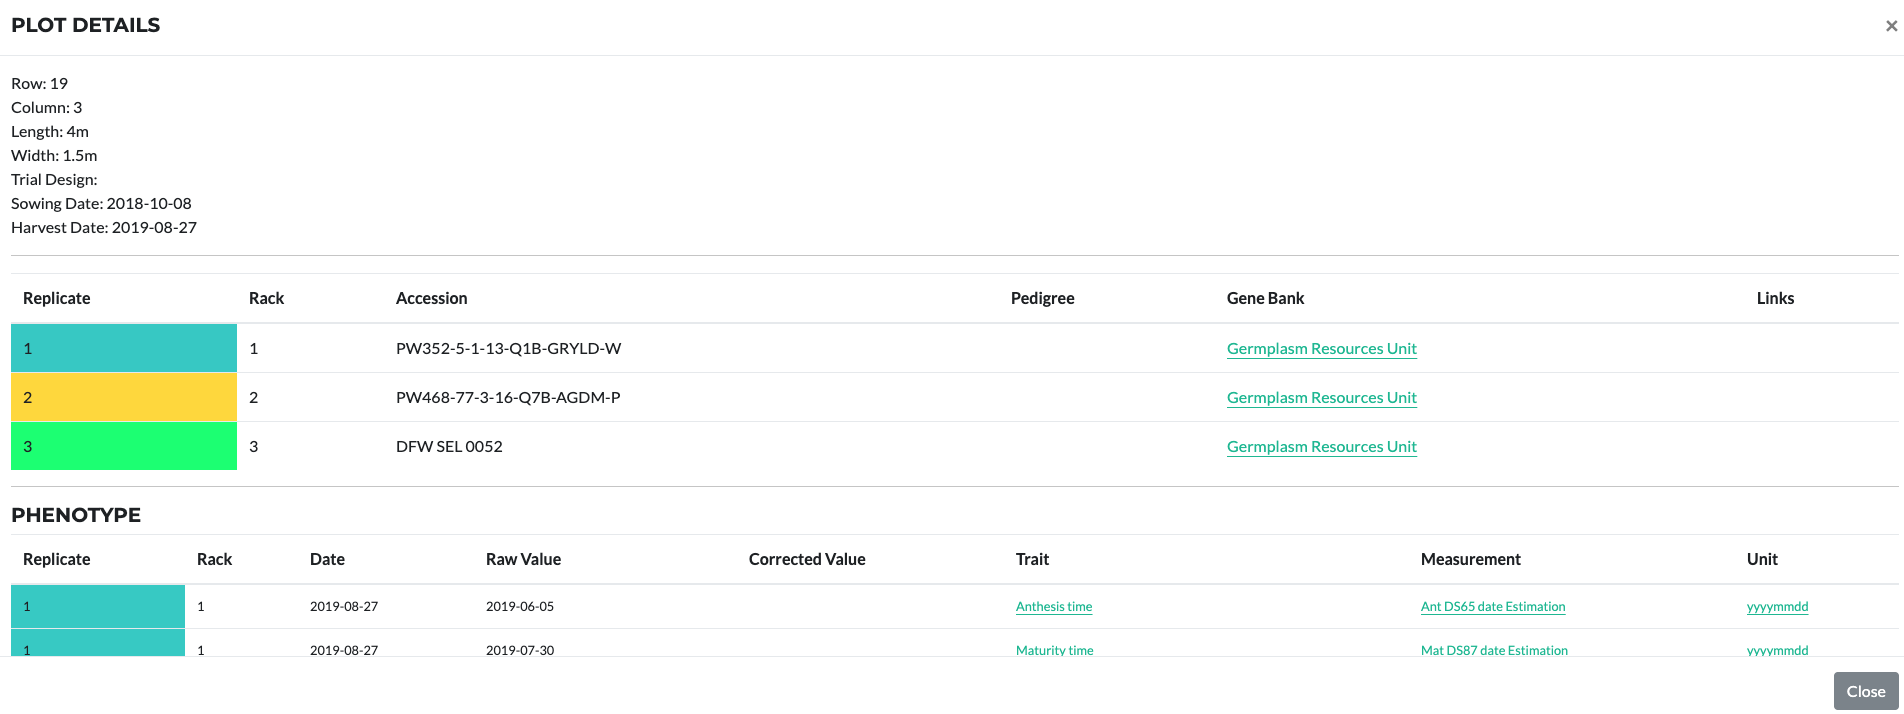 PLOT DETAILS
×
Row: 19
Column: 3
Length: 4m
Width: 1.5m
Trial Design:
Sowing Date: 2018-10-08
Harvest Date: 2019-08-27
Replicate Rack Accession Pedigree Gene Bank Links
1 1 PW352-5-1-13-Q1B-GRYLD-W Germplasm Resources Unit
2 2 PW468-77-3-16-Q7B-AGDM-P Germplasm Resources Unit
3 3 DFW SEL 0052 Germplasm Resources Unit
PHENOTYPE
Replicate Rack Date Raw Value Corrected Value Trait Measurement Unit
1 1 2019-08-27 2019-06-05 Anthesis time Ant DS65 date Estimation yyyymmdd
1 1 2019-08-27 2019-07-30 Maturity time Mat DS87 date Estimation yyyymmdd
Close